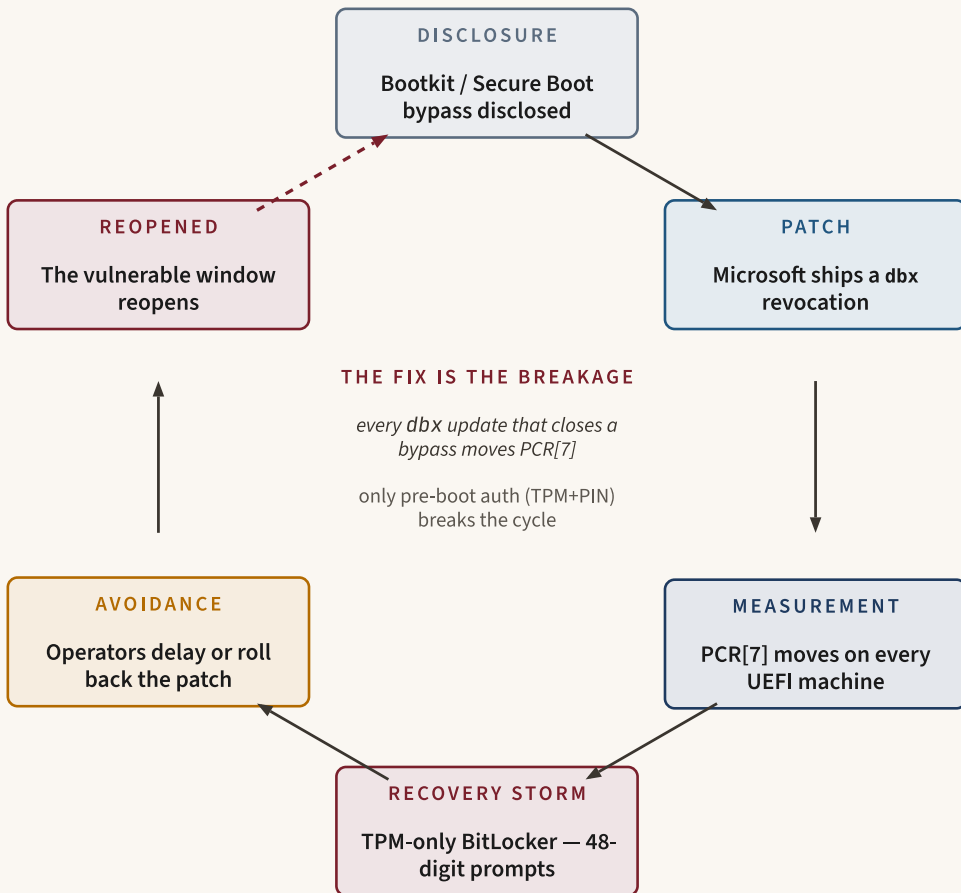 DISCLOSURE
Bootkit / Secure Boot
bypass disclosed
REOPENED
The vulnerable window
reopens
PATCH
Microsoft ships a dbx
revocation
THE FIX IS THE BREAKAGE
every dbx update that closes a
bypass moves PCR[7]
only pre-boot auth (TPM+PIN)
breaks the cycle
AVOIDANCE
Operators delay or roll
back the patch
MEASUREMENT
PCR[7] moves on every
UEFI machine
RECOVERY STORM
TPM-only BitLocker — 48-
digit prompts